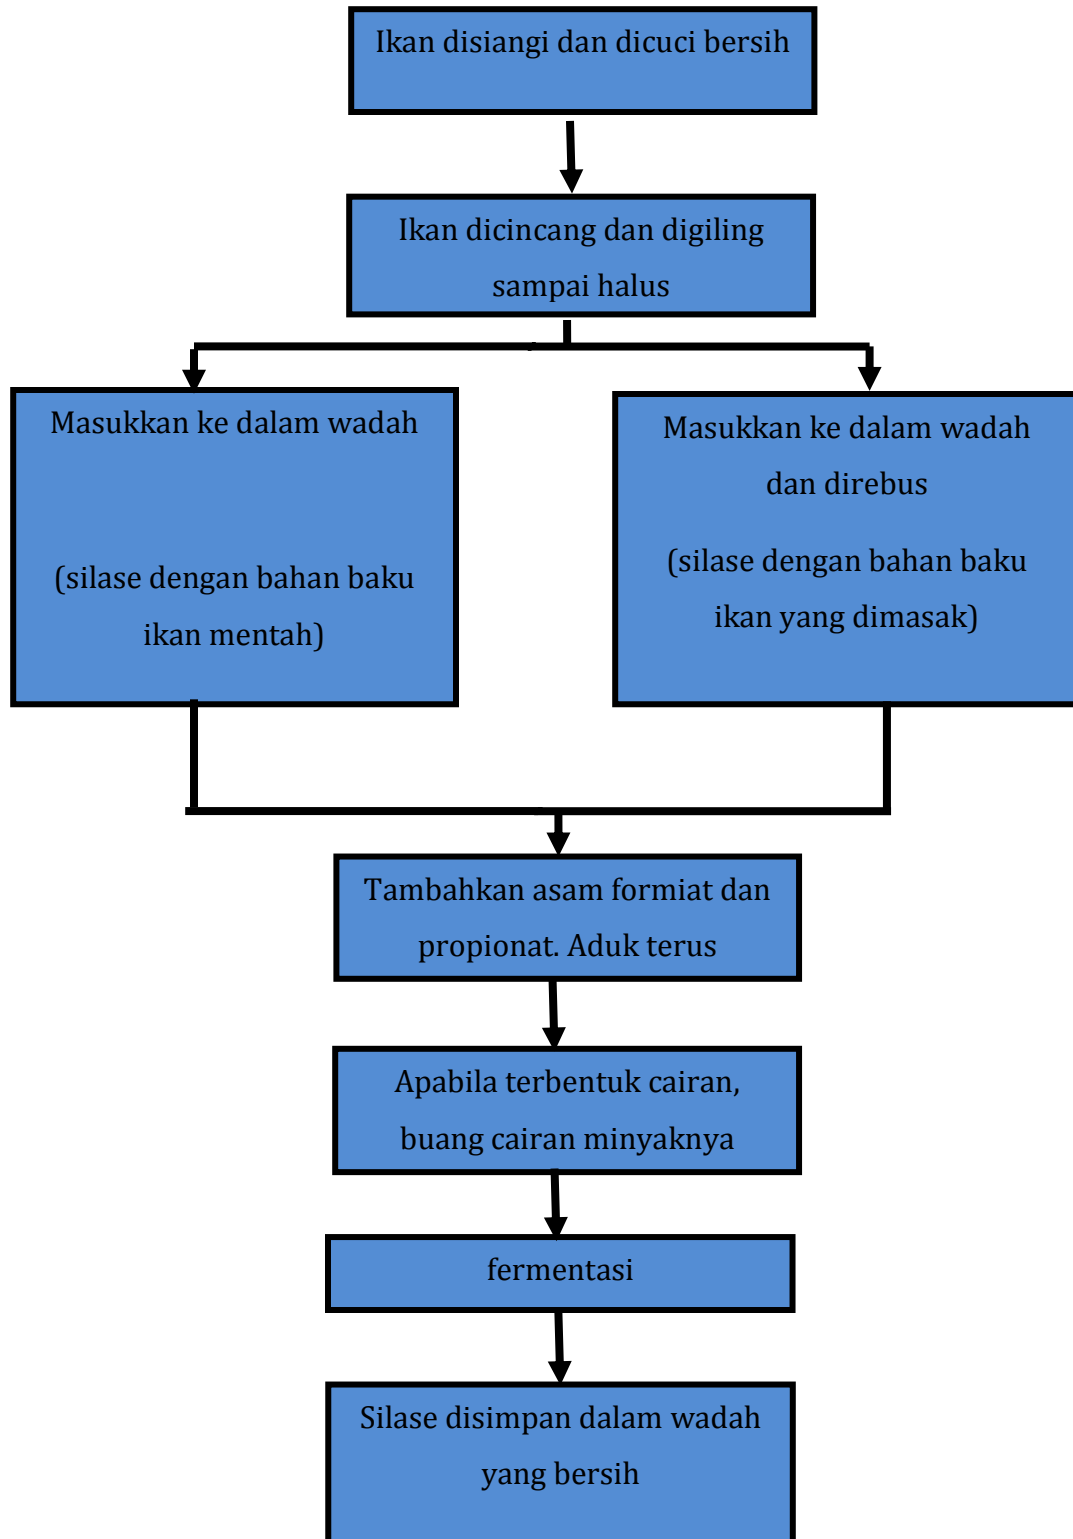 Ikan disiangi dan dicuci bersih
Ikan dicincang dan digiling
sampai halus
Masukkan ke dalam wadah
(silase dengan bahan baku
ikan mentah)
Masukkan ke dalam wadah
dan direbus
(silase dengan bahan baku
ikan yang dimasak)
Tambahkan asam formiat dan
propionat. Aduk terus
Apabila terbentuk cairan,
buang cairan minyaknya
fermentasi
Silase disimpan dalam wadah
yang bersih